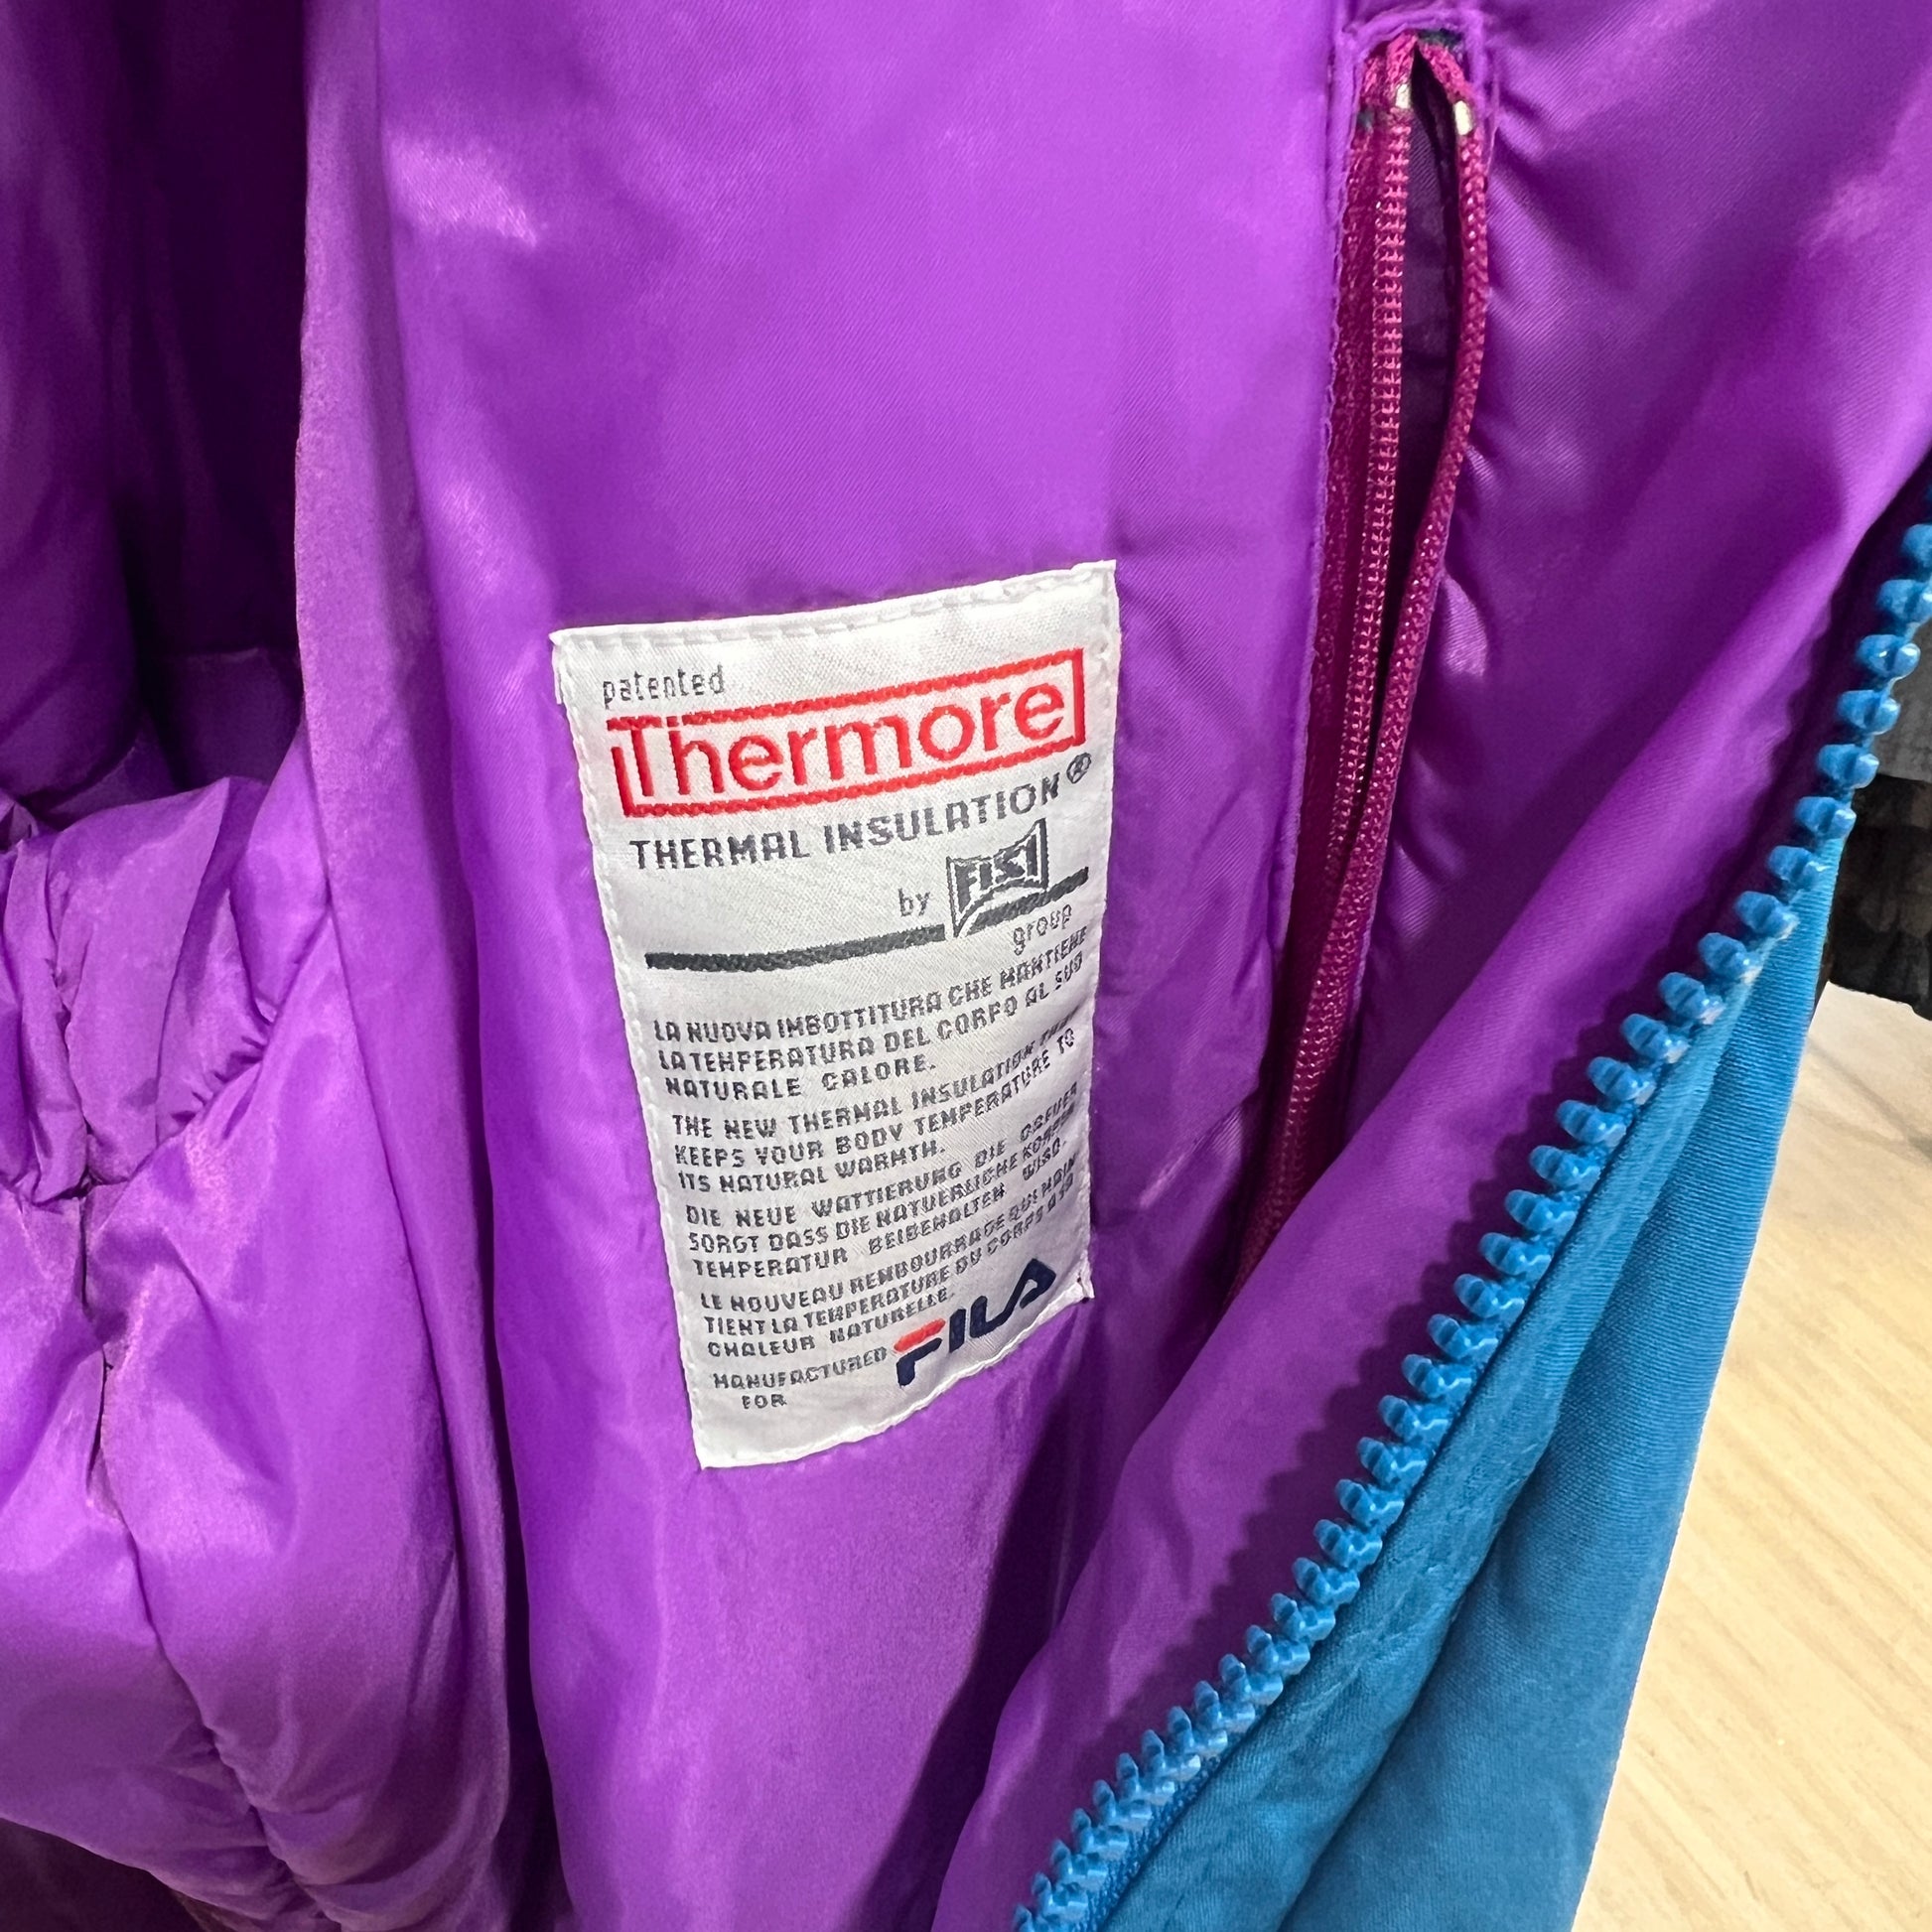 patented
Thermore
THERMAL INSULATION®
by FISI
group
LA NUOVA IMBOTTITURA CHE MANTIENE
LA TEMPERATURA DEL CORPO AL SUO
NATURALE CALORE.
THE NEW THERMAL INSULATION THAT
KEEPS YOUR BODY TEMPERATURE TO
ITS NATURAL WARMTH.
DIE NEUE WATTIERUNG DIE
SORGT DASS DIE NATUERLICHE KORPER
TEMPERATUR BEIBEHALTEN WIRD.
LE NOUVEAU REMBOURRAGE QUI MAIN
TIENT LA TEMPERATURE DU CORPS A SA
CHALEUR NATURELLE.
MANUFACTURED FILA
FOR